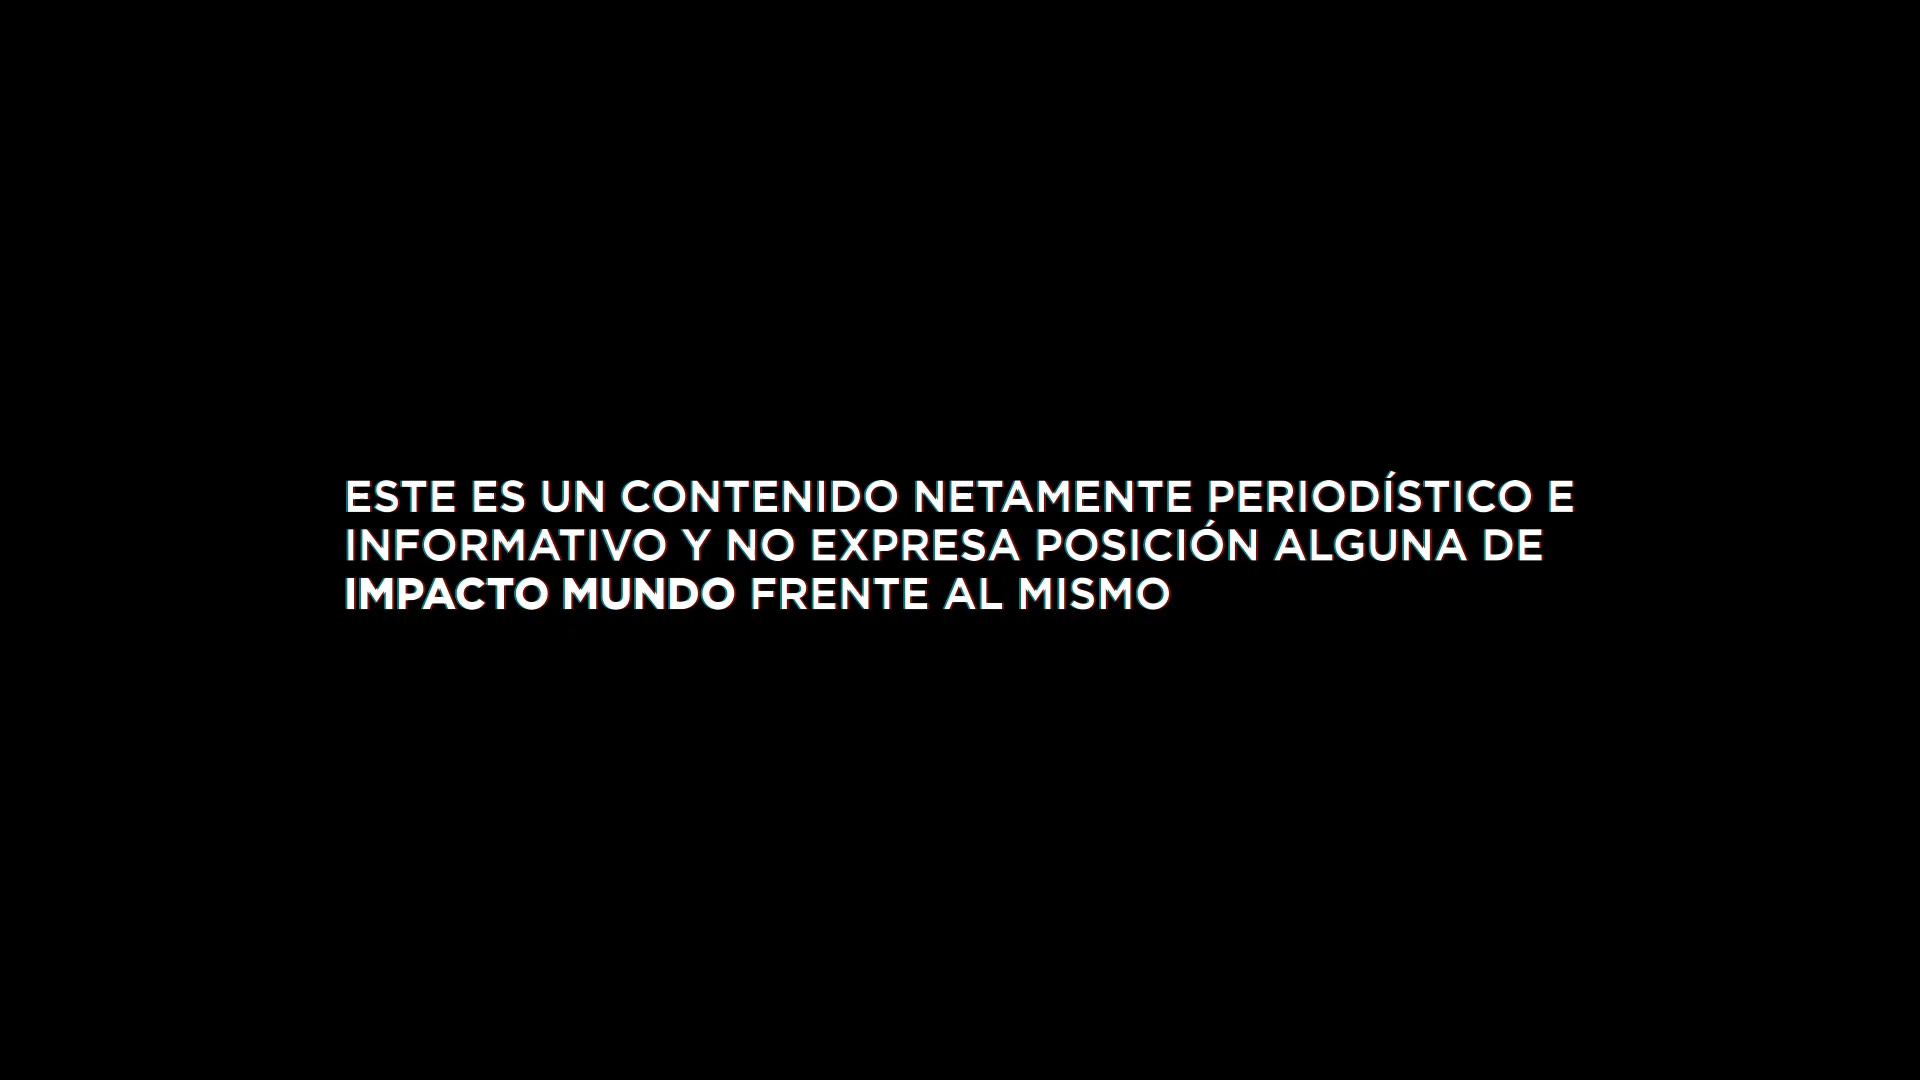 ESTE ES UN CONTENIDO NETAMENTE PERIODÍSTICO E
INFORMATIVO Y NO EXPRESA POSICIÓN ALGUNA DE
IMPACTO MUNDO FRENTE AL MISMO